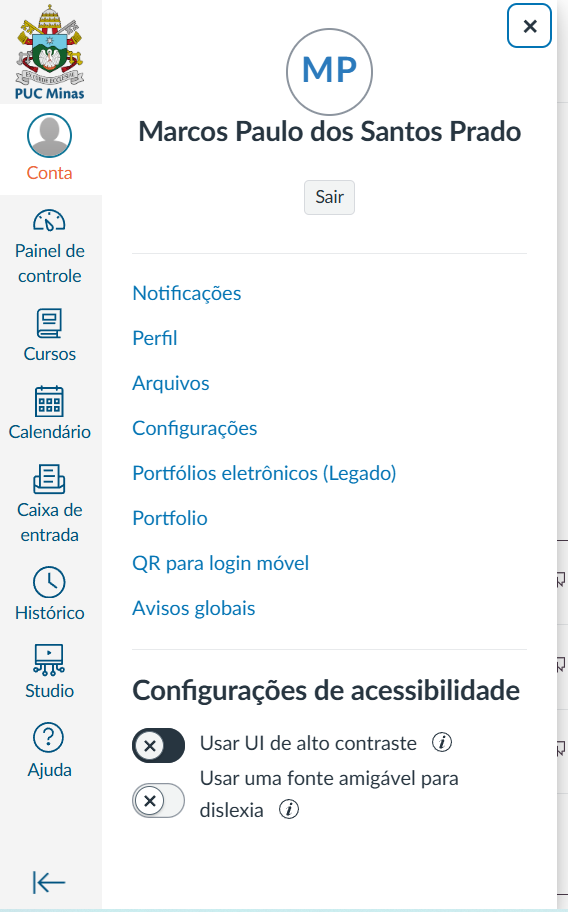 PUC Minas
Conta
Painel de
controle
Cursos
Calendário
Caixa de
entrada
Histórico
Studio
Ajuda
MP
Marcos Paulo dos Santos Prado
Sair
Notificações
Perfil
Arquivos
Configurações
Portfólios eletrônicos (Legado)
Portfolio
QR para login móvel
Avisos globais
Configurações de acessibilidade
Usar UI de alto contraste
Usar uma fonte amigável para
dislexia